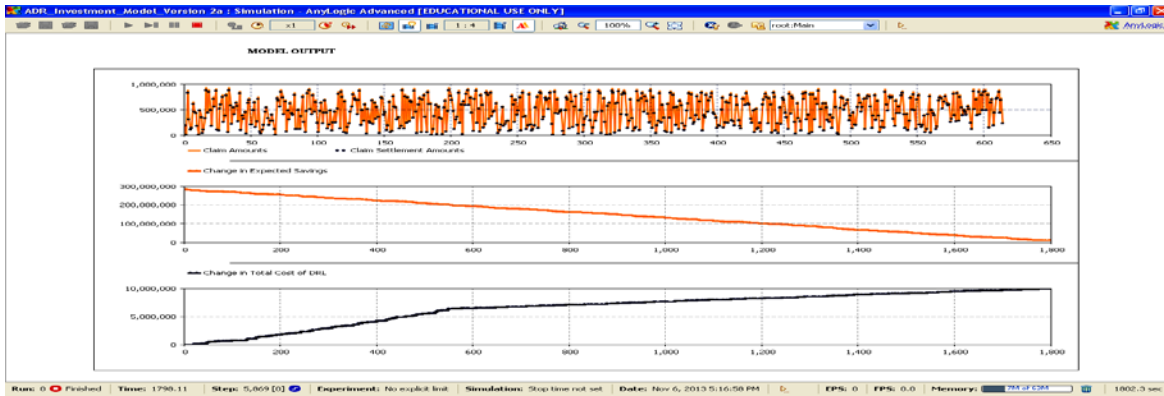 ADR_Investment_Model_Version 2a : Simulation - AnyLogic Advanced [EDUCATIONAL USE ONLY]
x1 1 : 4 100% root:Main AnyLogic
MODEL OUTPUT
1,000,000
500,000
0
0 50 100 150 200 250 300 350 400 450 500 550 600 650
Claim Amounts Claim Settlement Amounts
Change in Expected Savings
300,000,000
200,000,000
100,000,000
0
0 200 400 600 800 1,000 1,200 1,400 1,600 1,800
Change in Total Cost of DRL
10,000,000
5,000,000
0
0 200 400 600 800 1,000 1,200 1,400 1,600 1,800
Run: 0 Finished Time: 1798.11 Step: 5,869 [0] Experiment: No explicit limit Simulation: Stop time not set Date: Nov 6, 2013 5:16:58 PM EPS: 0 FPS: 0.0 Memory: 7M of 63M 1802.3 sec